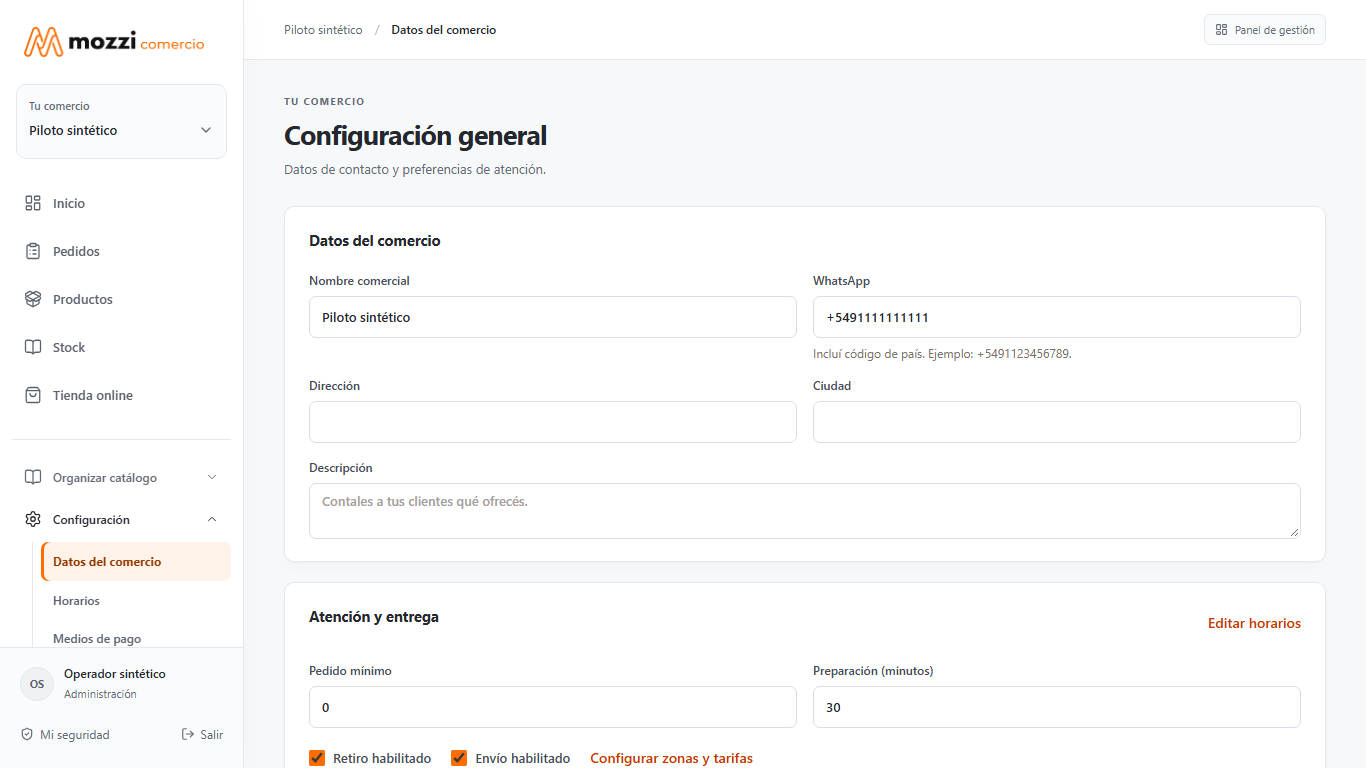 mozzi comercio
Tu comercio
Piloto sintético
Inicio
Pedidos
Productos
Stock
Tienda online
Organizar catálogo
Configuración
Datos del comercio
Horarios
Medios de pago
OS
Operador sintético
Administración
Mi seguridad
Salir
Piloto sintético / Datos del comercio
Panel de gestión
TU COMERCIO
Configuración general
Datos de contacto y preferencias de atención.
Datos del comercio
Nombre comercial
Piloto sintético
WhatsApp
+5491111111111
Incluí código de país. Ejemplo: +5491123456789.
Dirección
Ciudad
Descripción
Contales a tus clientes qué ofrecés.
Atención y entrega
Editar horarios
Pedido mínimo
0
Preparación (minutos)
30
Retiro habilitado
Envío habilitado
Configurar zonas y tarifas